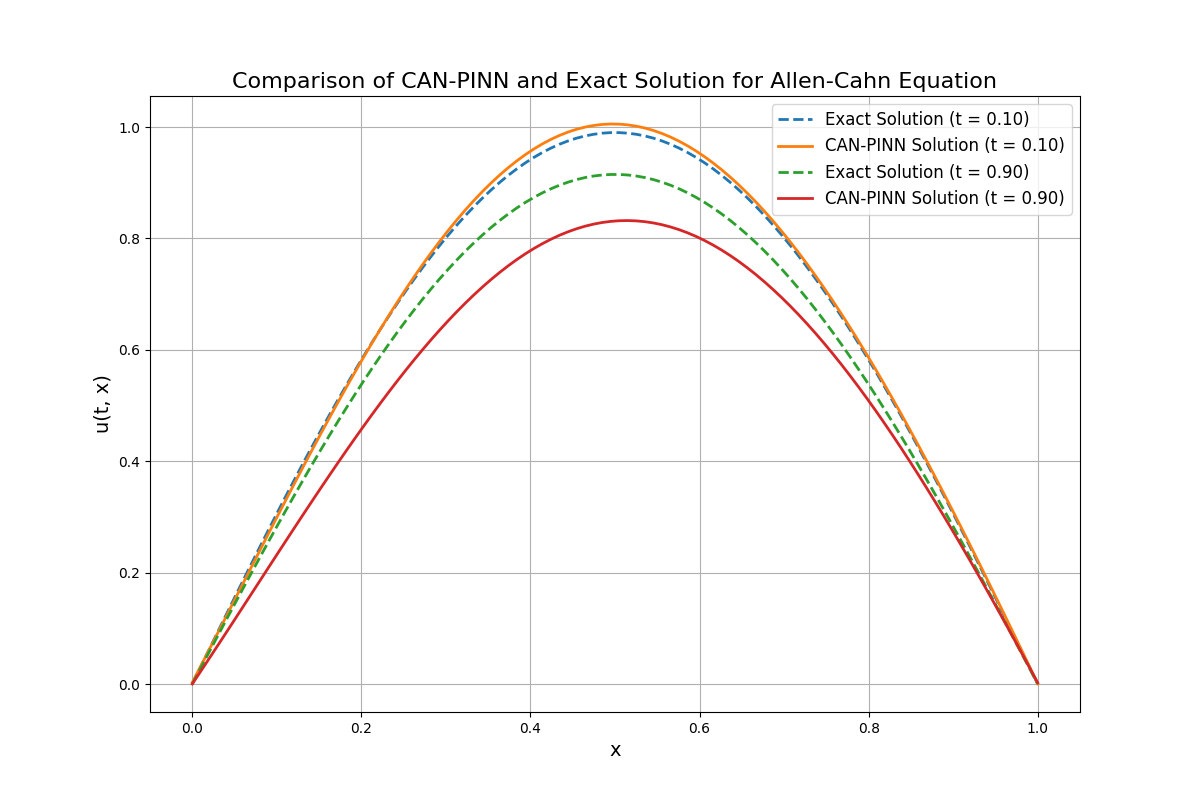 Comparison of CAN-PINN and Exact Solution for Allen-Cahn Equation
Exact Solution (t = 0.10)
CAN-PINN Solution (t = 0.10)
Exact Solution (t = 0.90)
CAN-PINN Solution (t = 0.90)
u(t, x)
1.0
0.8
0.6
0.4
0.2
0.0
0.0 0.2 0.4 0.6 0.8 1.0
x